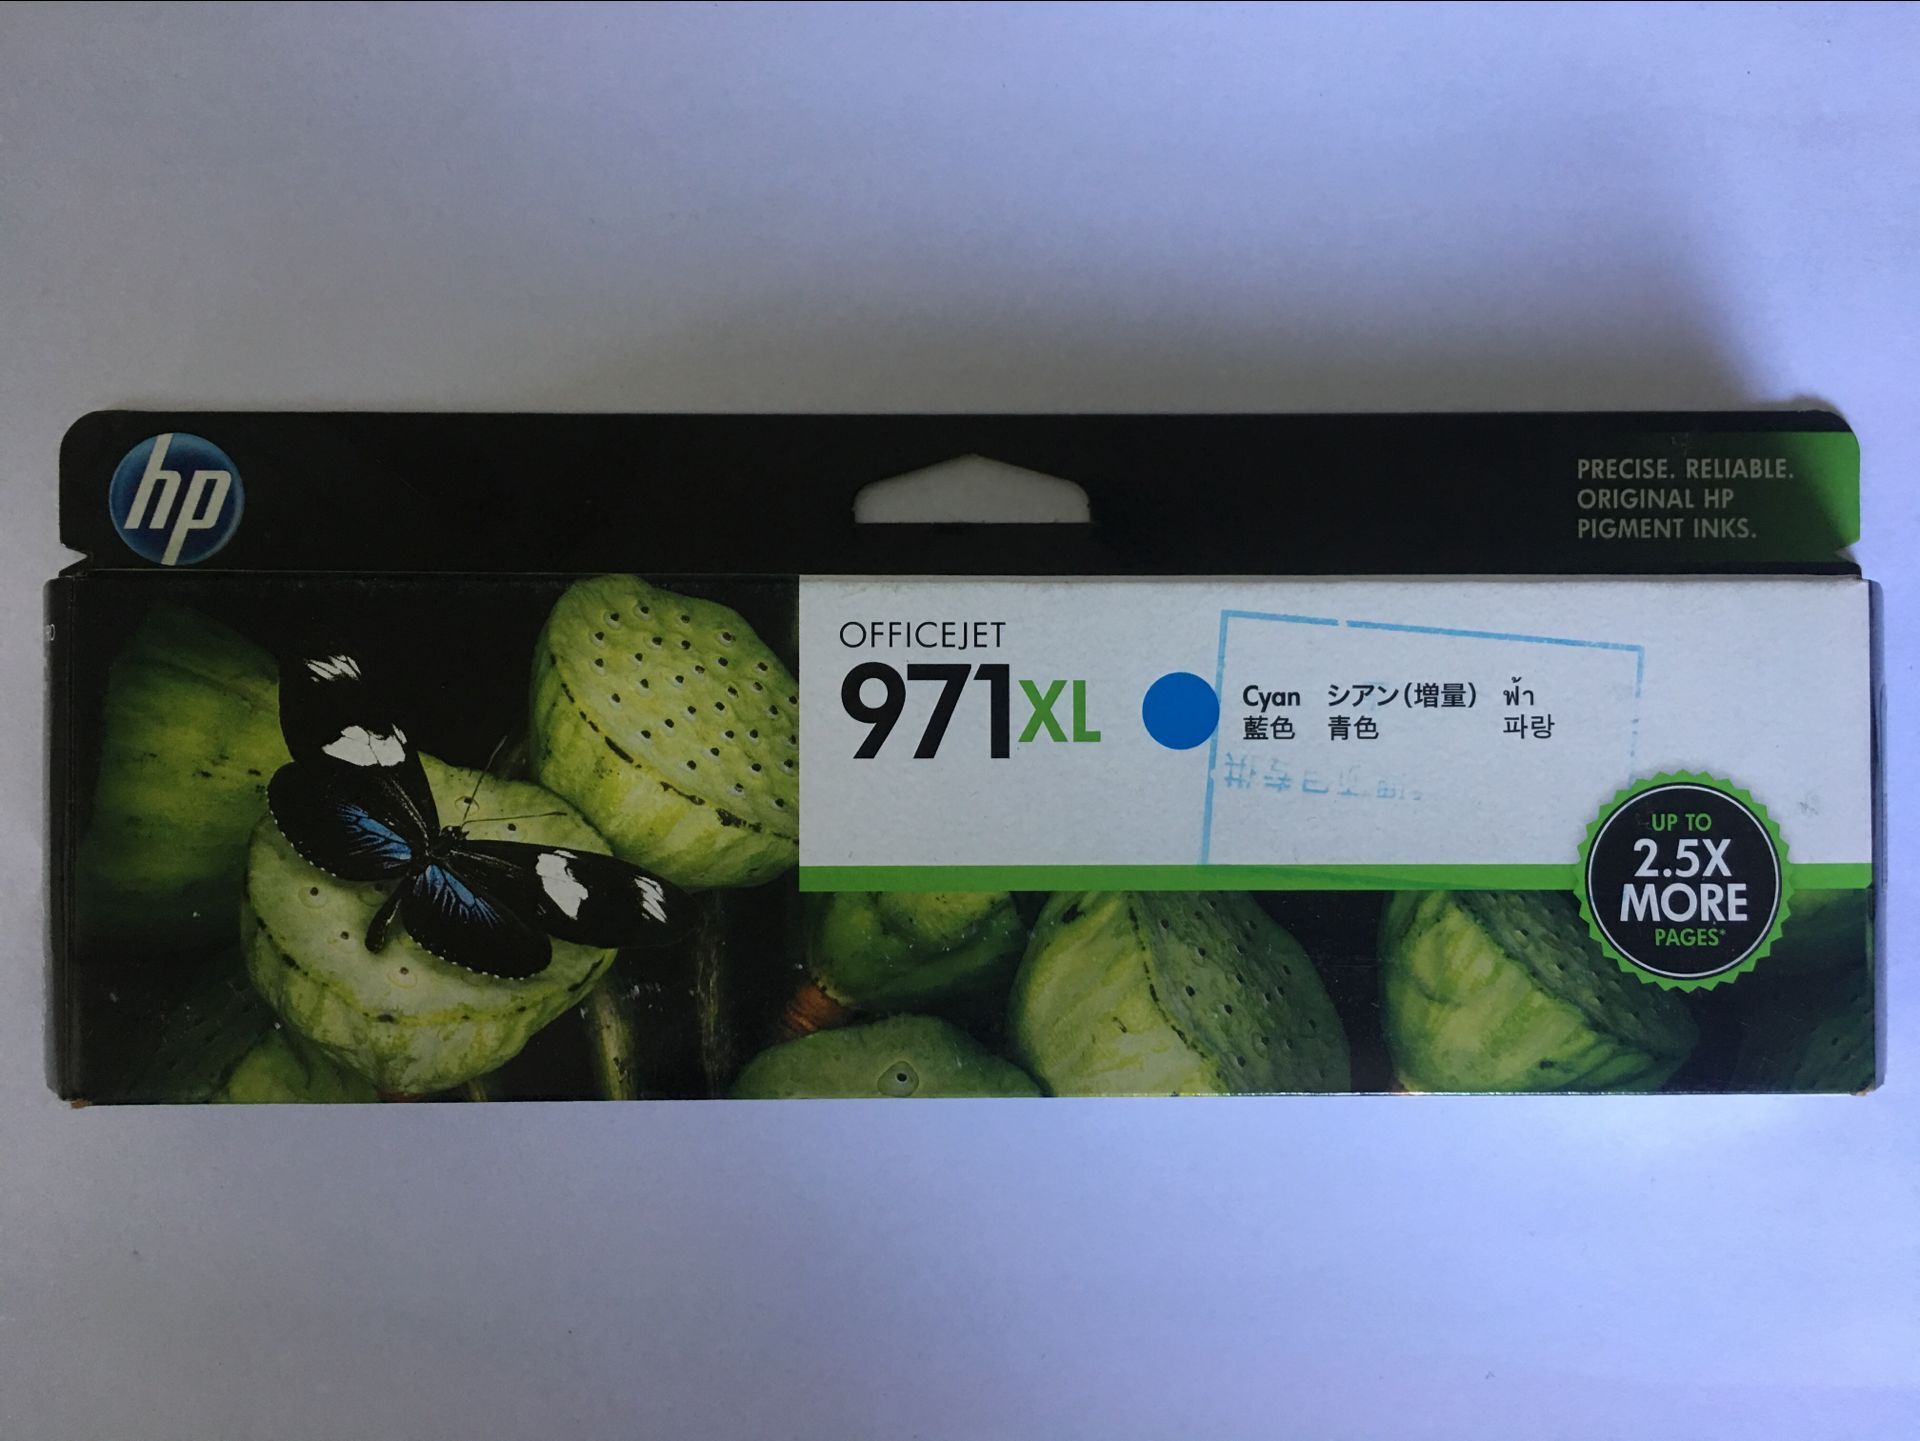 hp
PRECISE. RELIABLE.
ORIGINAL HP
PIGMENT INKS.
OFFICEJET
971XL
Cyan シアン(増量) ฟ้า
藍色 青色 파랑
UP TO
2.5X
MORE
PAGES*